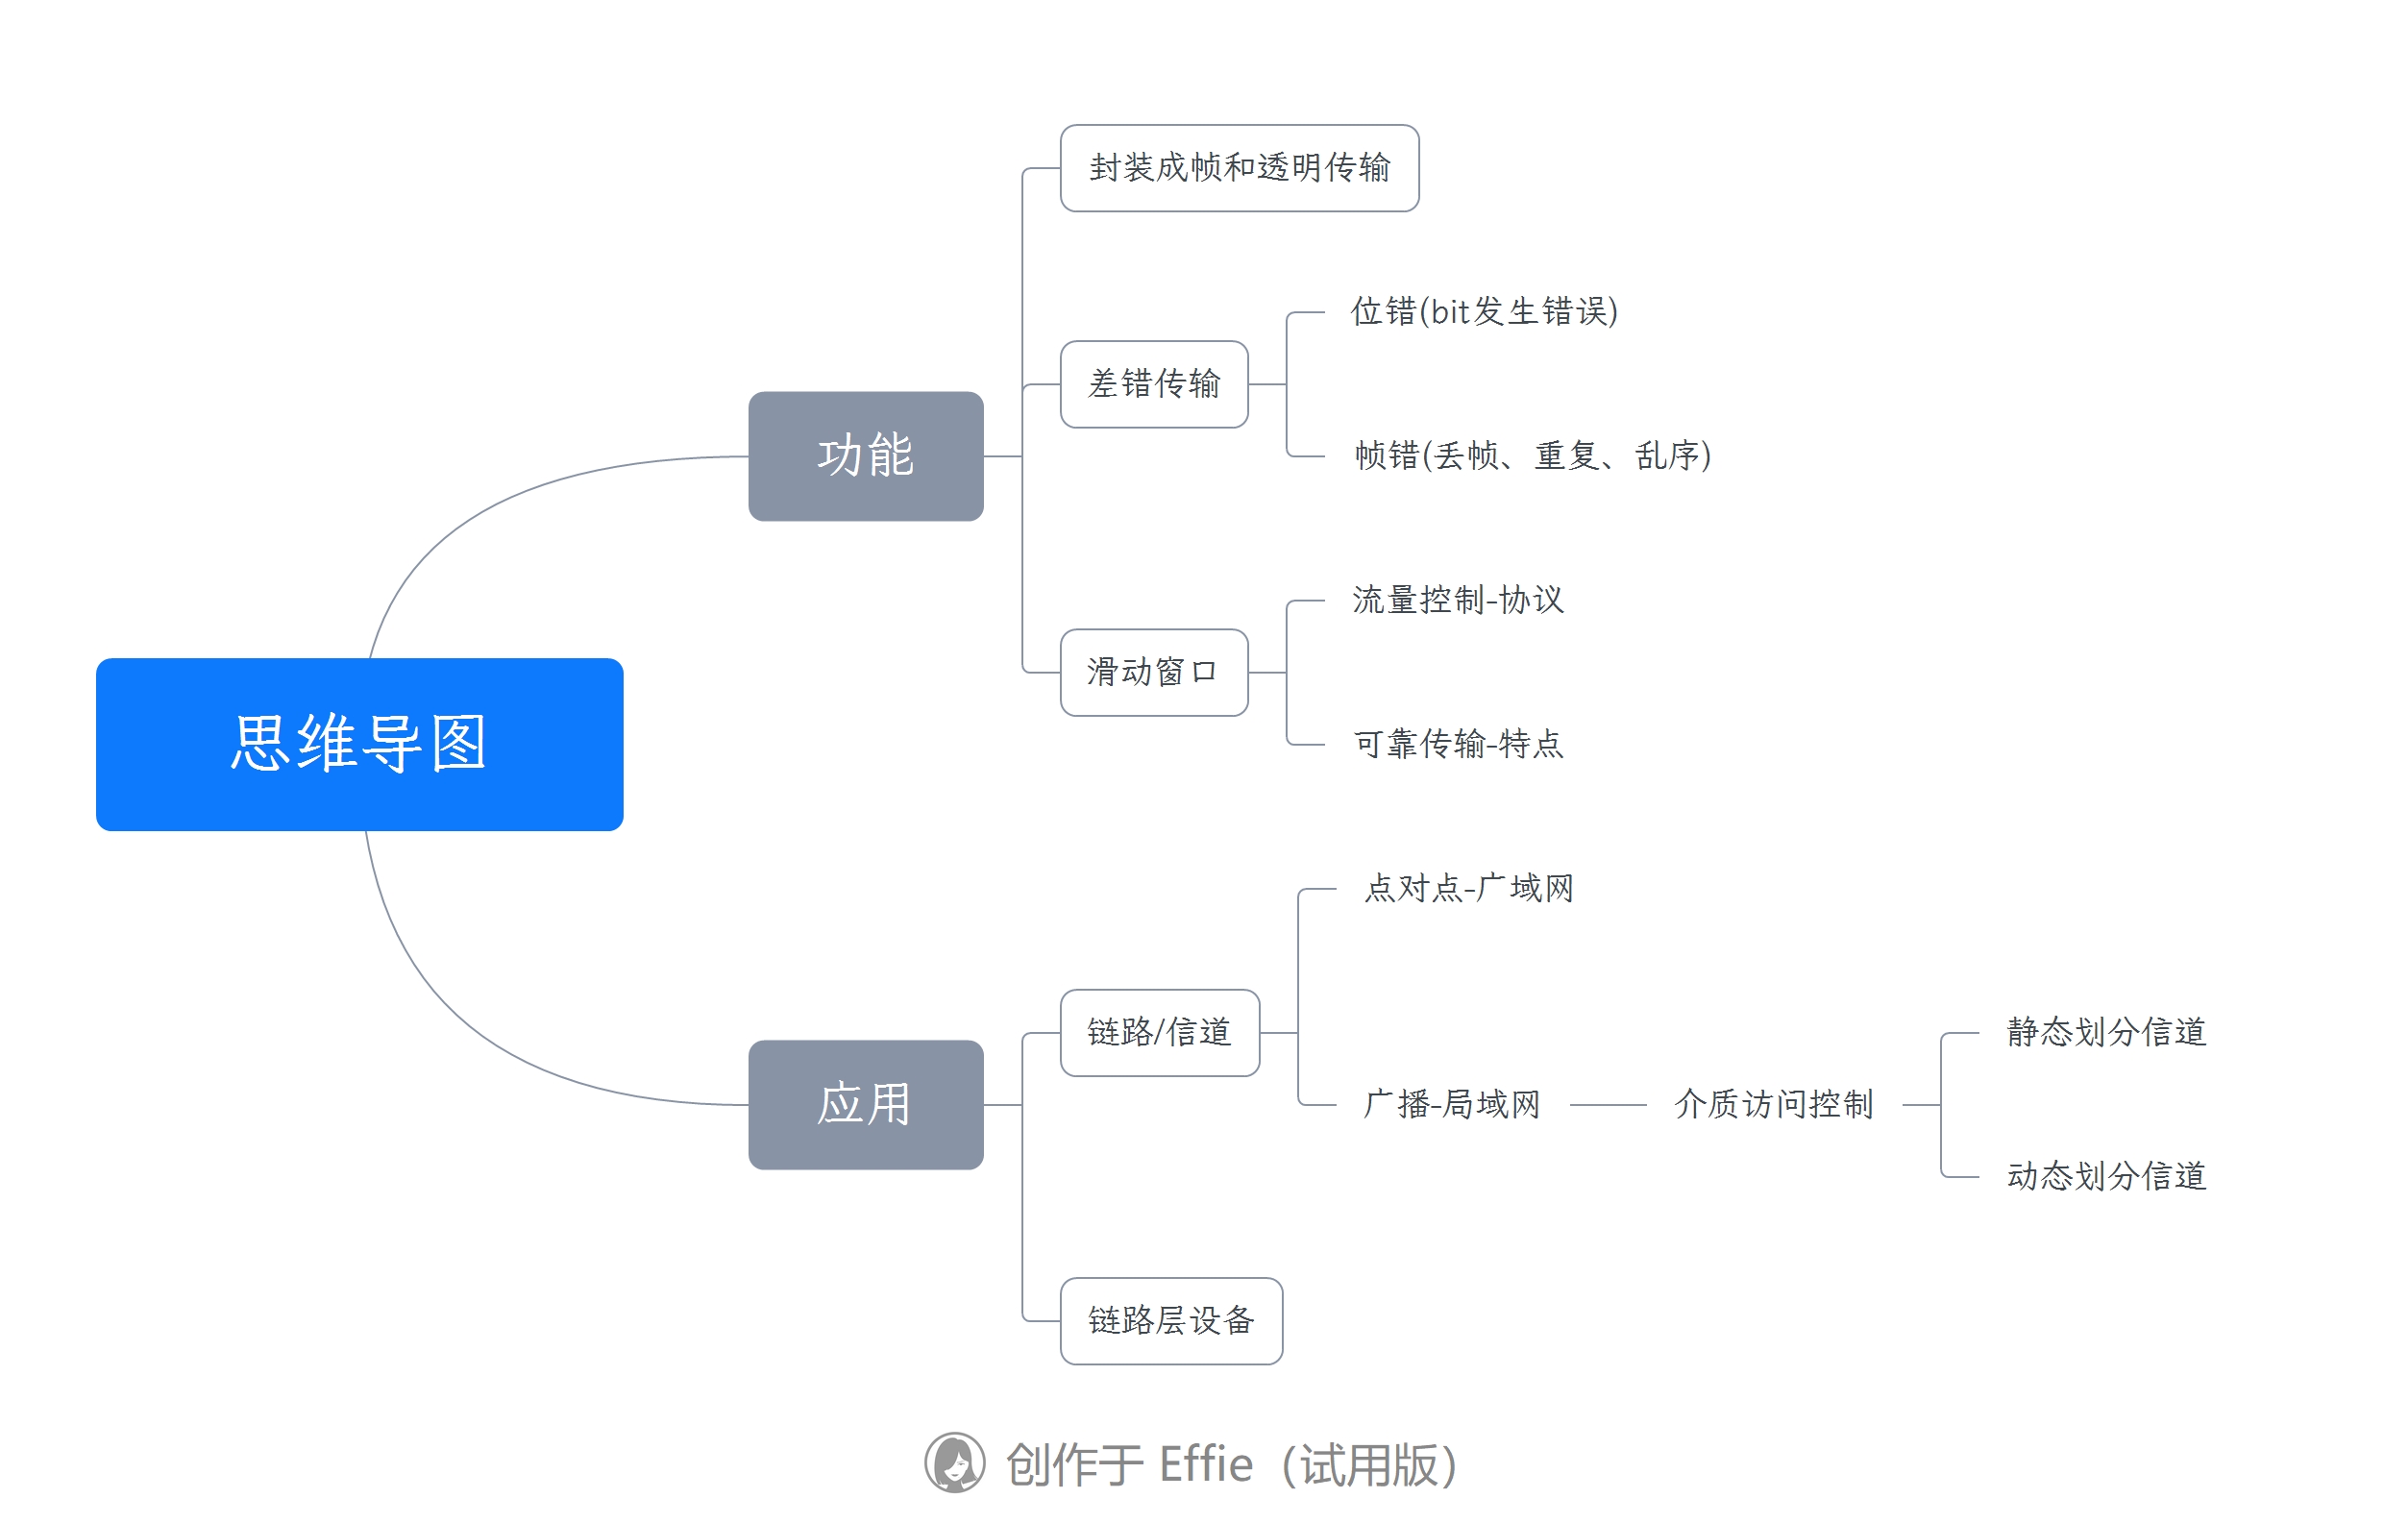 思维导图
功能
封装成帧和透明传输
差错传输
位错(bit发生错误)
帧错(丢帧、重复、乱序)
滑动窗口
流量控制-协议
可靠传输-特点
应用
链路/信道
点对点-广域网
广播-局域网
介质访问控制
静态划分信道
动态划分信道
链路层设备
创作于 Effie（试用版）